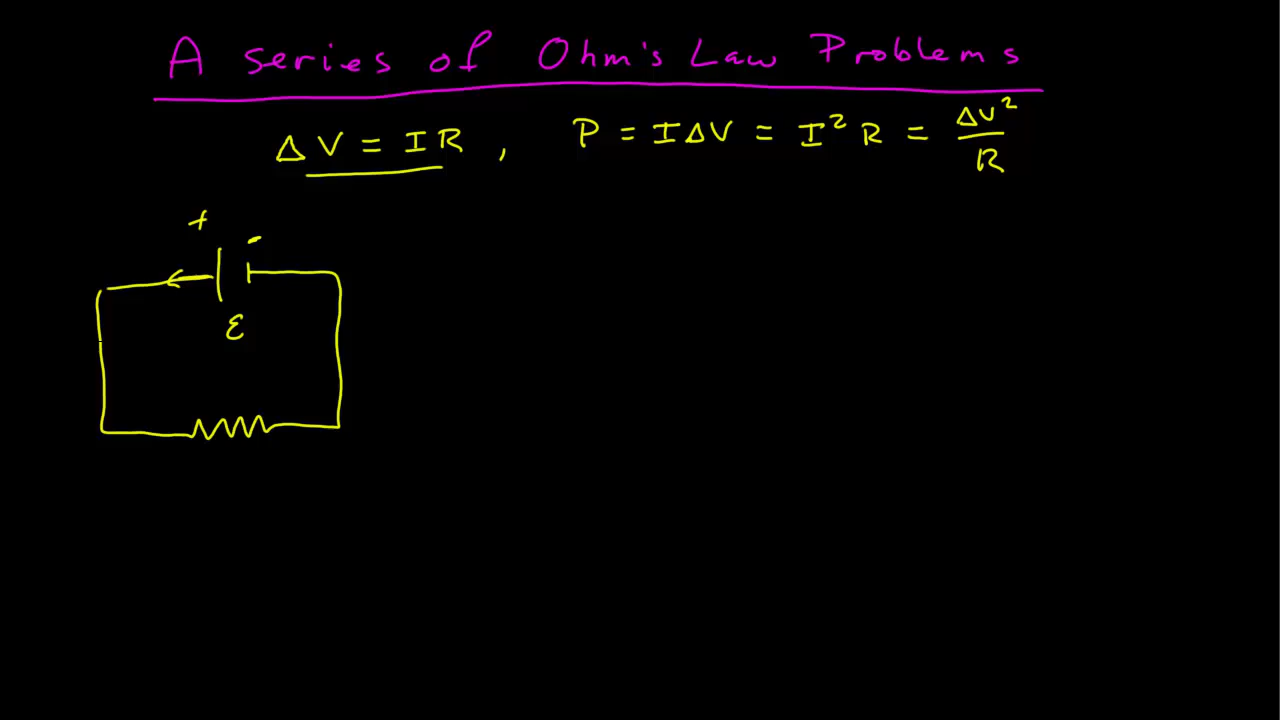 A series of Ohm's Law Problems
ΔV = IR, P = IΔV = I²R = ΔV²/R
+ -
ε